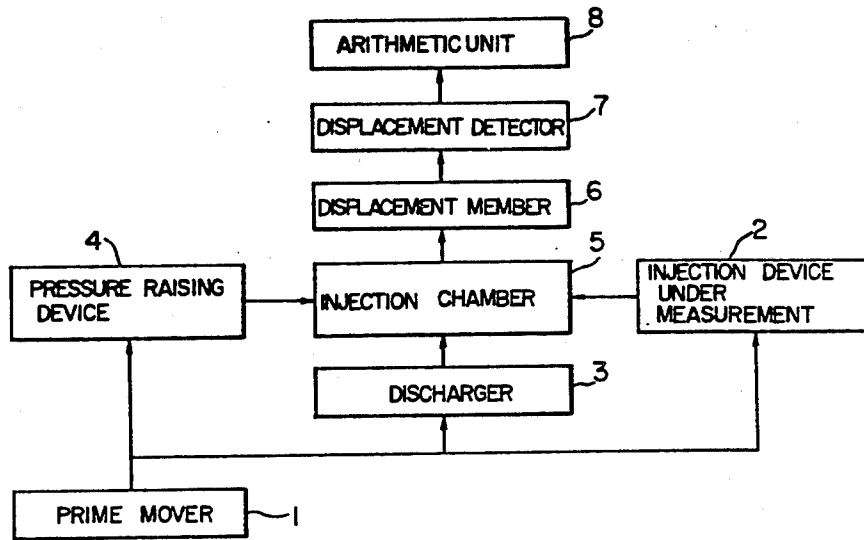 8
ARITHMETIC UNIT
7
DISPLACEMENT DETECTOR
6
DISPLACEMENT MEMBER
4
5
2
PRESSURE RAISING
DEVICE
INJECTION CHAMBER
INJECTION DEVICE
UNDER
MEASUREMENT
3
DISCHARGER
PRIME MOVER
1